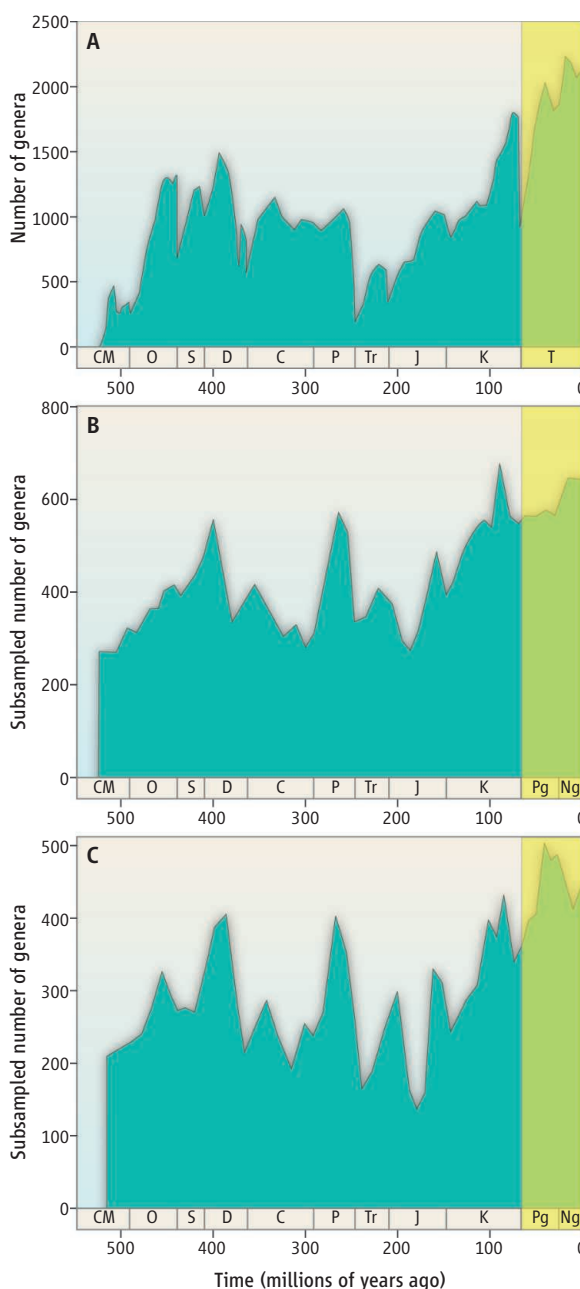 A
Number of genera
2500
2000
1500
1000
500
0
CM O S D C P Tr J K T
500 400 300 200 100 0
B
Subsampled number of genera
800
600
400
200
0
CM O S D C P Tr J K Pg Ng
500 400 300 200 100 0
C
Subsampled number of genera
500
400
300
200
100
0
CM O S D C P Tr J K Pg Ng
500 400 300 200 100 0
Time (millions of years ago)